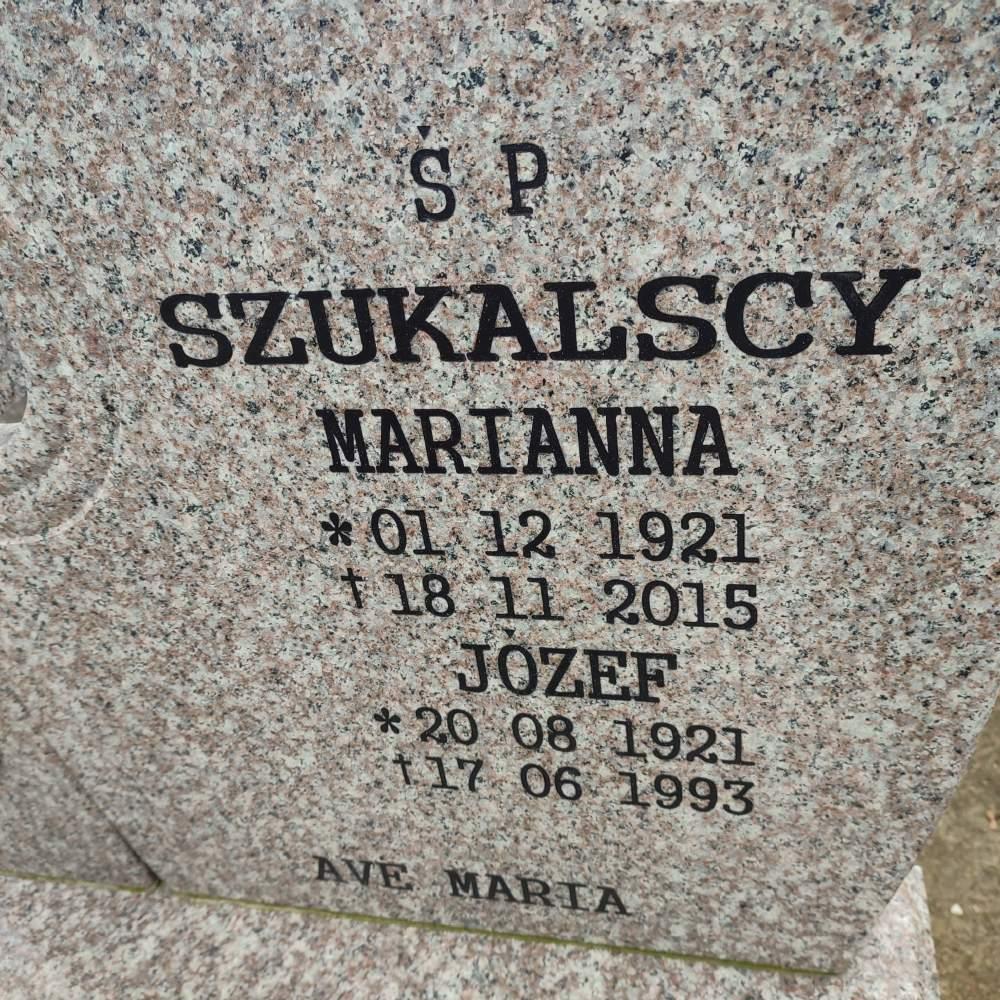 Ś P
SZUKALSCY
MARIANNA
* 01 12 1921
† 18 11 2015
JÓZEF
* 20 08 1921
† 17 06 1993
AVE MARIA